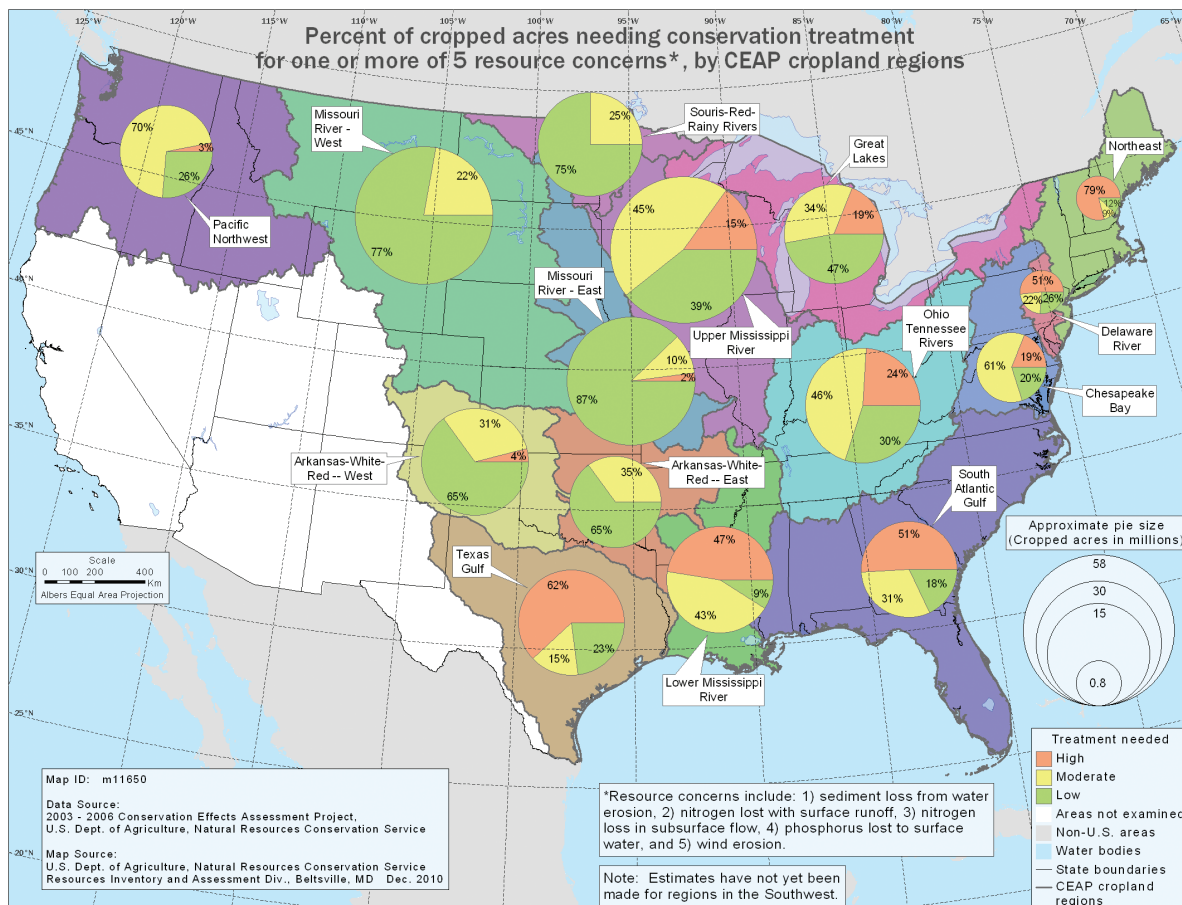 125°W
120°W
115°W
110°W
105°W
100°W
95°W
90°W
85°W
80°W
75°W
70°W
65°W
Percent of cropped acres needing conservation treatment
for one or more of 5 resource concerns*, by CEAP cropland regions
45°N
40°N
35°N
30°N
25°N
20°N
70%
3%
26%
Pacific
Northwest
Missouri
River -
West
22%
77%
25%
75%
Souris-Red-
Rainy Rivers
Great
Lakes
34%
19%
47%
Northeast
79%
12%
9%
45%
15%
39%
Upper Mississippi
River
Missouri
River - East
10%
2%
87%
Ohio
Tennessee
Rivers
46%
24%
30%
51%
22%
26%
Delaware
River
61%
19%
20%
Chesapeake
Bay
31%
4%
65%
Arkansas-White-
Red -- West
35%
65%
Arkansas-White-
Red -- East
South
Atlantic
Gulf
51%
31%
18%
Texas
Gulf
62%
15%
23%
47%
43%
9%
Lower Mississippi
River
Scale
0 100 200 400
Km
Albers Equal Area Projection
115°W
110°W
105°W
100°W
95°W
90°W
85°W
80°W
75°W
Approximate pie size
(Cropped acres in millions)
58
30
15
0.8
Treatment needed
High
Moderate
Low
Areas not examined
Non-U.S. areas
Water bodies
State boundaries
CEAP cropland
regions
Map ID: m11650
Data Source:
2003 - 2006 Conservation Effects Assessment Project,
U.S. Dept. of Agriculture, Natural Resources Conservation Service
Map Source:
U.S. Dept. of Agriculture, Natural Resources Conservation Service
Resources Inventory and Assessment Div., Beltsville, MD Dec. 2010
*Resource concerns include: 1) sediment loss from water
erosion, 2) nitrogen lost with surface runoff, 3) nitrogen
loss in subsurface flow, 4) phosphorus lost to surface
water, and 5) wind erosion.
Note: Estimates have not yet been
made for regions in the Southwest.